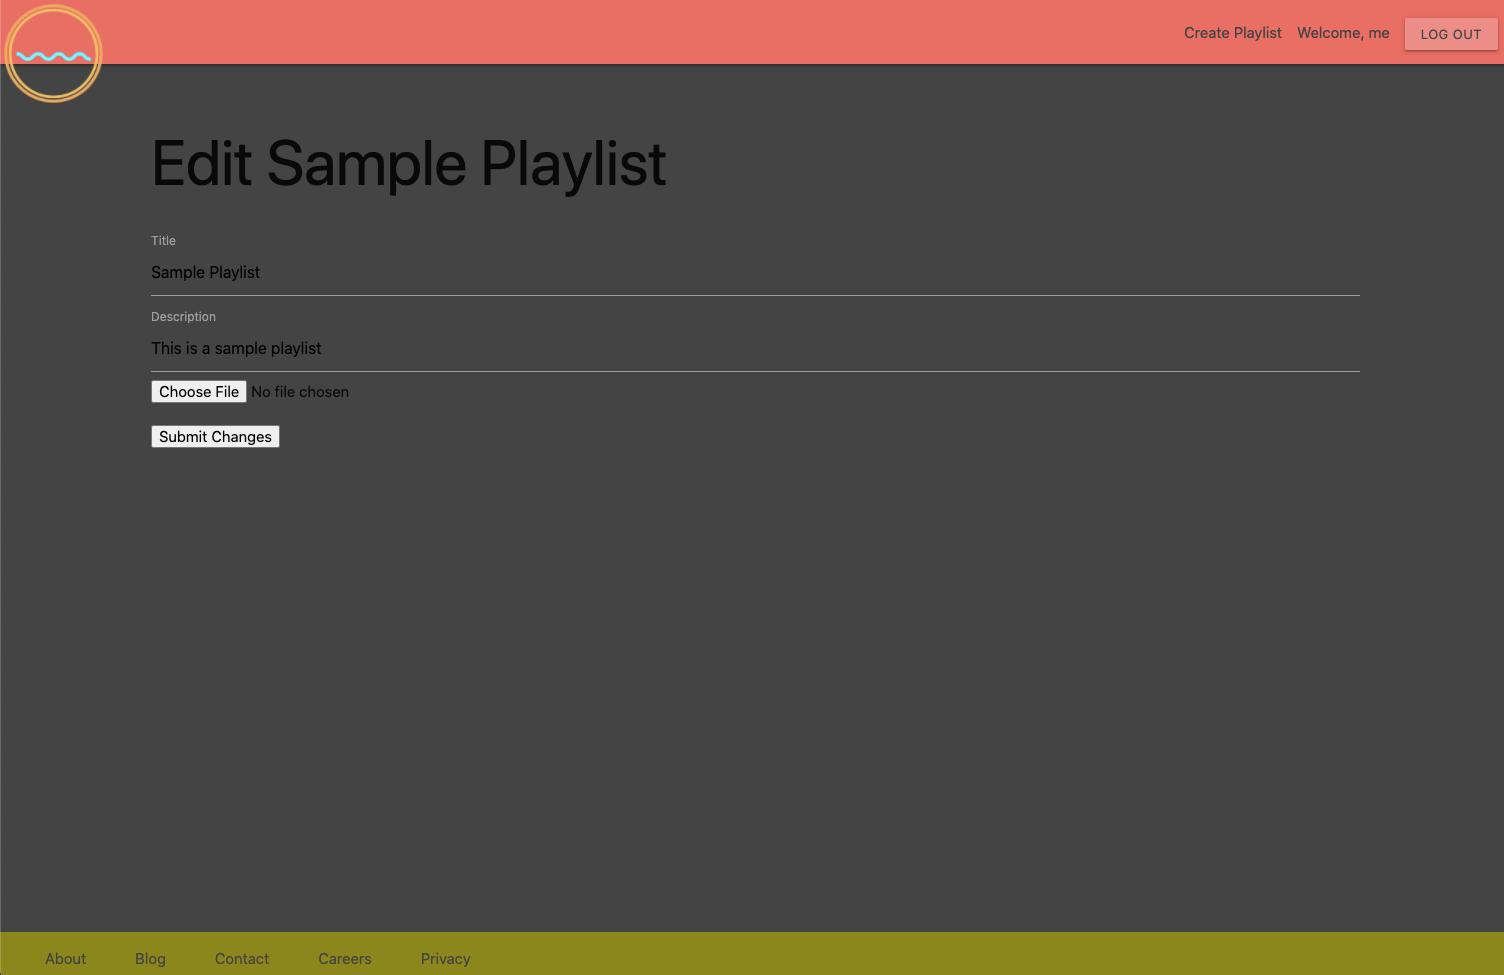 Create Playlist Welcome, me LOG OUT
Edit Sample Playlist
Title
Sample Playlist
Description
This is a sample playlist
Choose File No file chosen
Submit Changes
About Blog Contact Careers Privacy